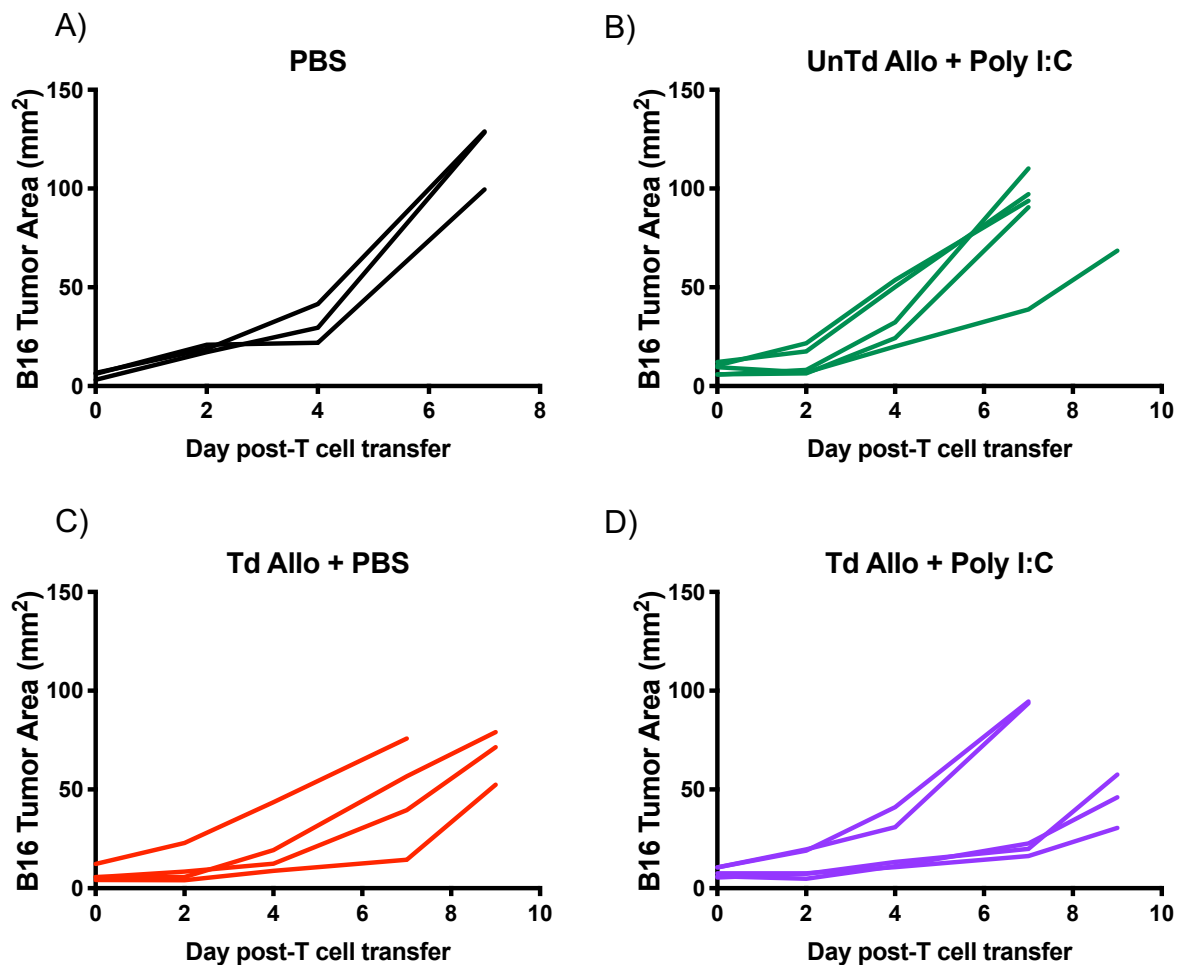 A)
PBS
B16 Tumor Area (mm²)
150
100
50
0
0 2 4 6 8
Day post-T cell transfer
B)
UnTd Allo + Poly I:C
B16 Tumor Area (mm²)
150
100
50
0
0 2 4 6 8 10
Day post-T cell transfer
C)
Td Allo + PBS
B16 Tumor Area (mm²)
150
100
50
0
0 2 4 6 8 10
Day post-T cell transfer
D)
Td Allo + Poly I:C
B16 Tumor Area (mm²)
150
100
50
0
0 2 4 6 8 10
Day post-T cell transfer